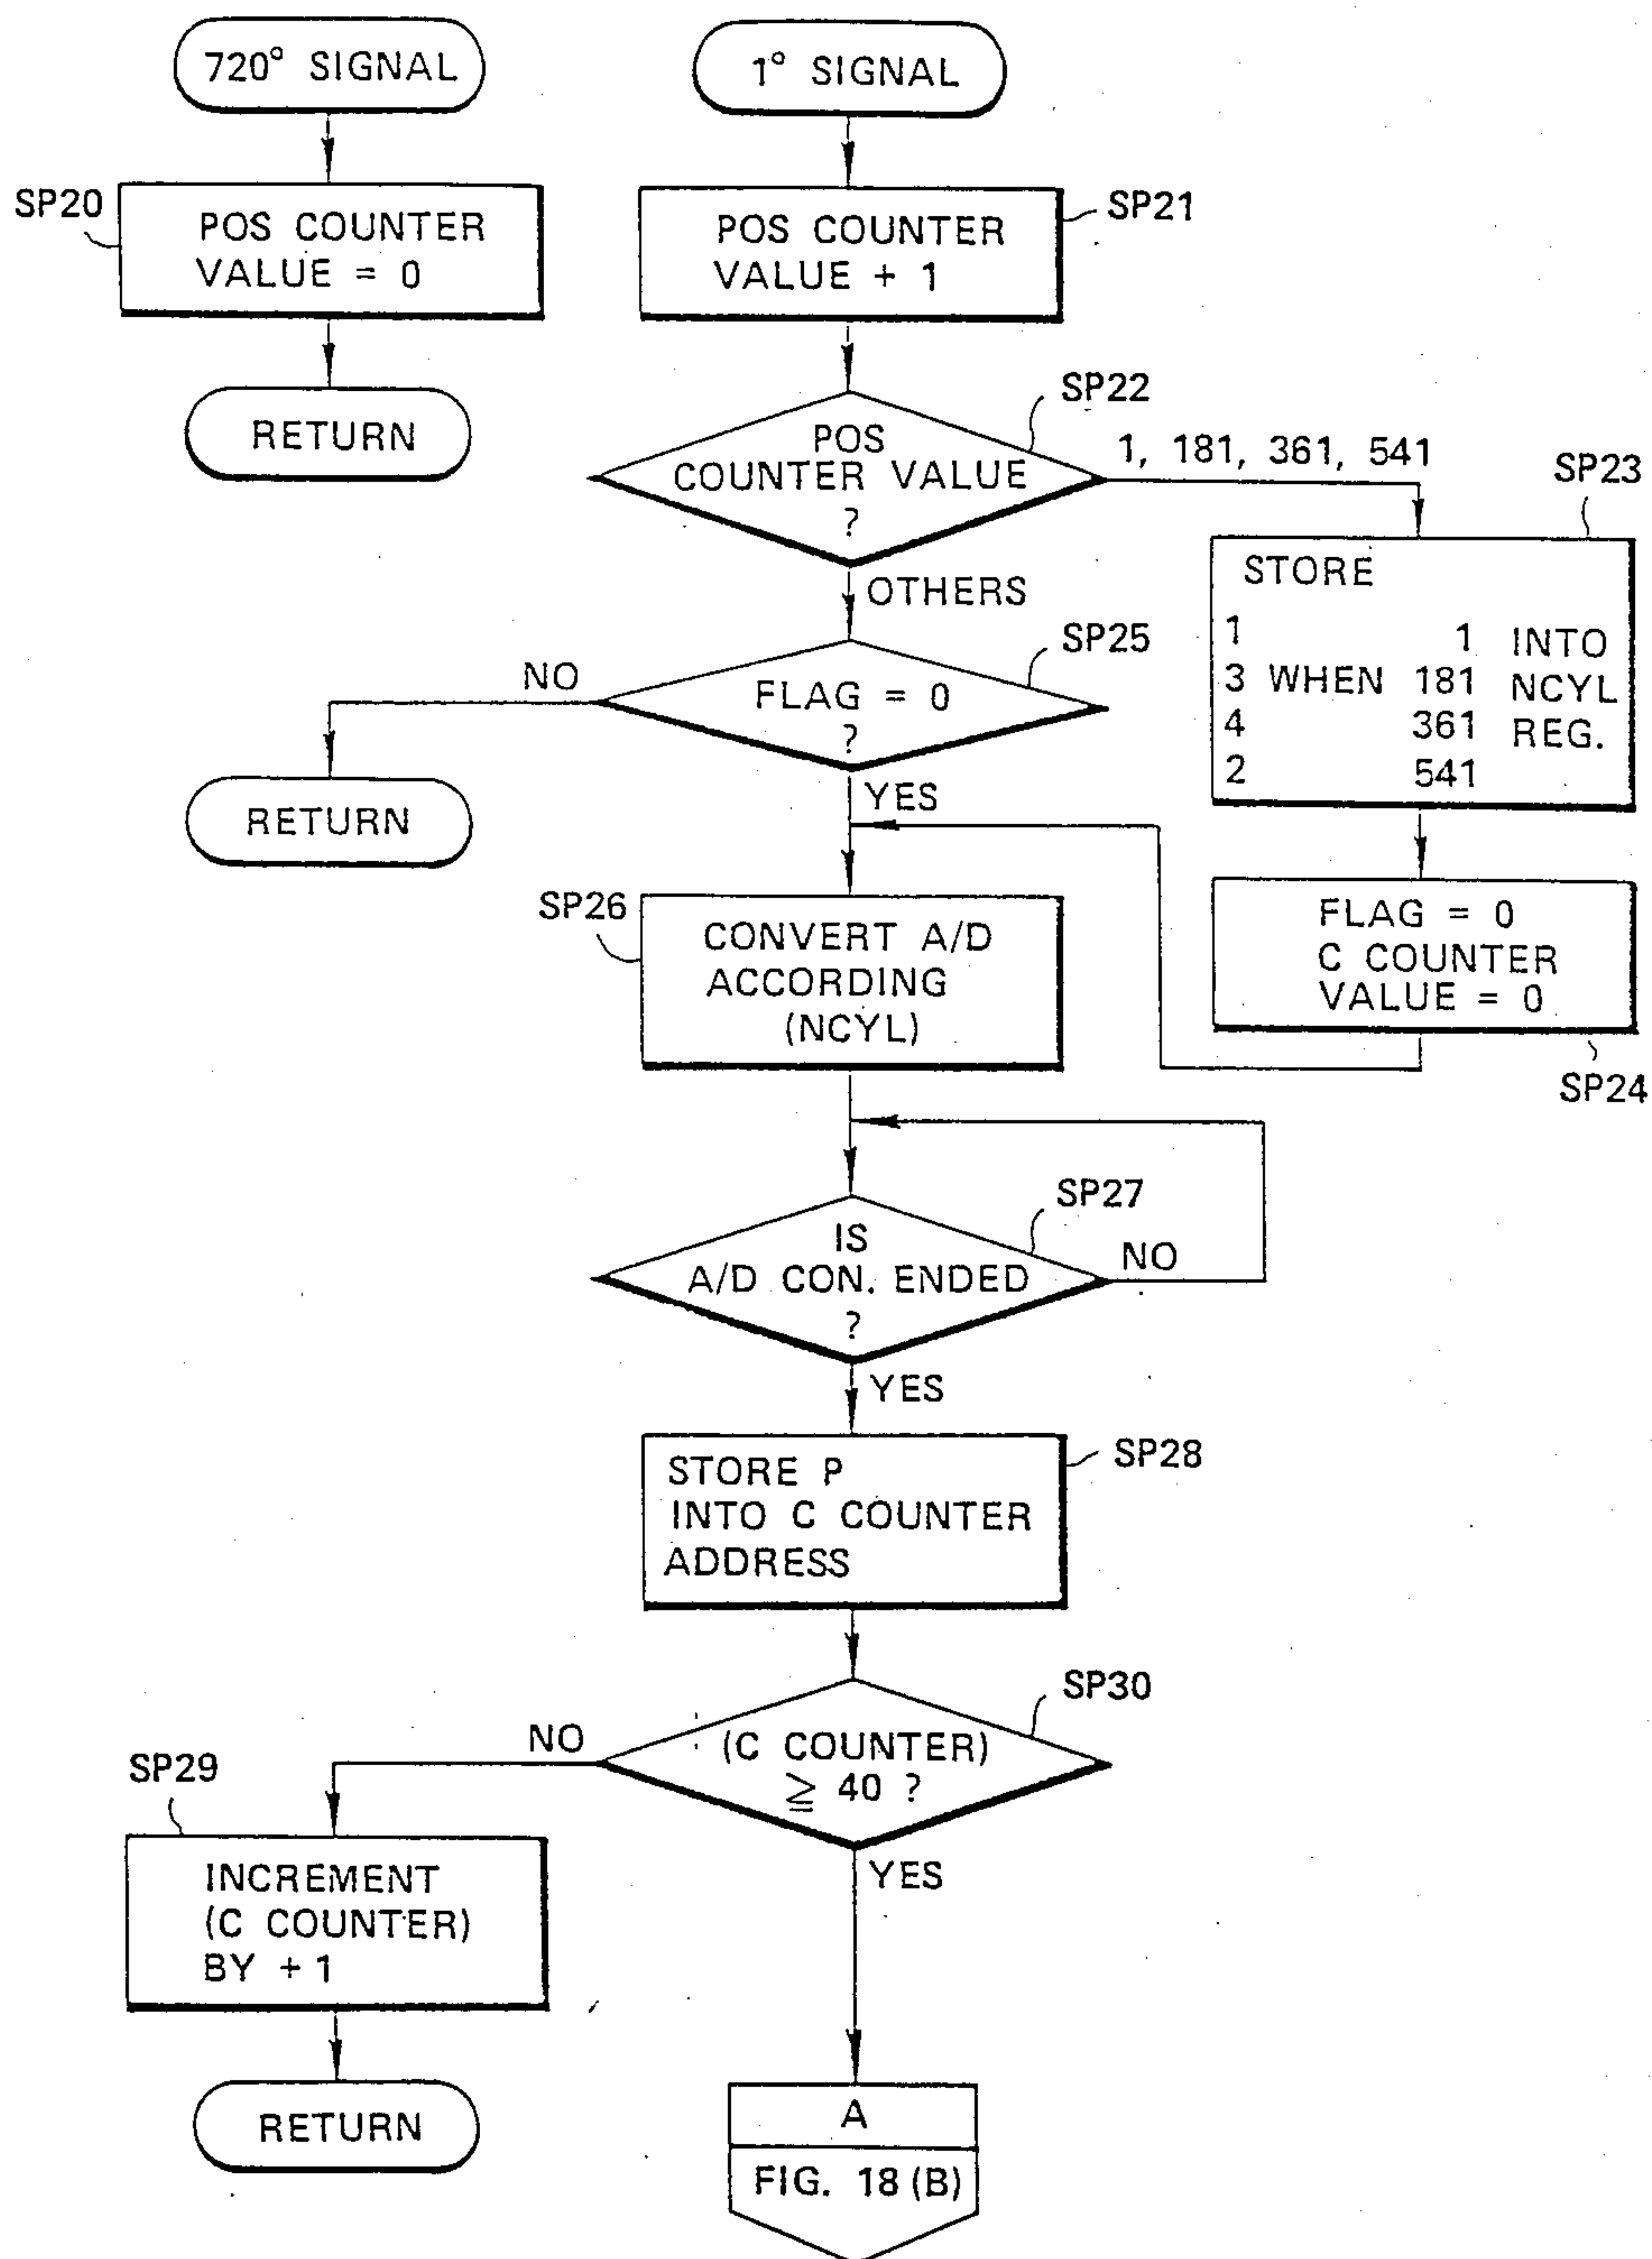 720° SIGNAL
SP20
POS COUNTER
VALUE = 0
RETURN
1° SIGNAL
SP21
POS COUNTER
VALUE + 1
SP22
POS
COUNTER VALUE
?
1, 181, 361, 541
OTHERS
SP23
STORE
1 1 INTO
3 WHEN 181 NCYL
4 361 REG.
2 541
SP25
FLAG = 0
?
NO
RETURN
YES
FLAG = 0
C COUNTER
VALUE = 0
SP24
SP26
CONVERT A/D
ACCORDING
(NCYL)
SP27
IS
A/D CON. ENDED
?
NO
YES
SP28
STORE P
INTO C COUNTER
ADDRESS
SP30
(C COUNTER)
≧ 40 ?
NO
SP29
INCREMENT
(C COUNTER)
BY + 1
RETURN
YES
A
FIG. 18 (B)